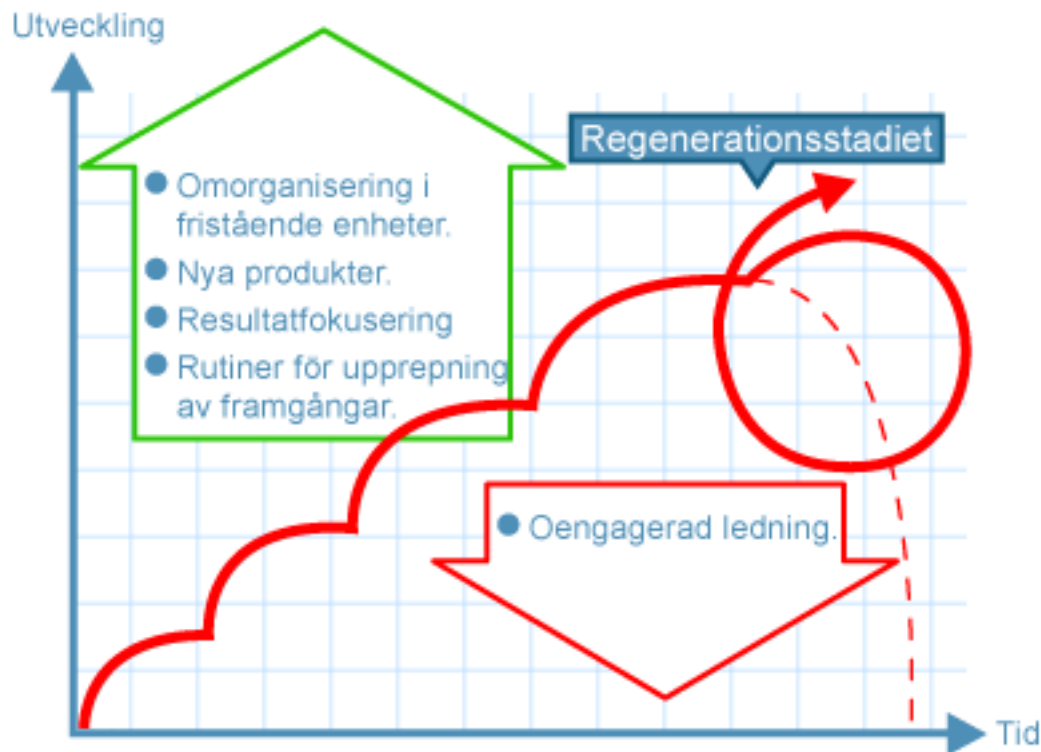 Utveckling
Regenerationsstadiet
Omorganisering i
fristående enheter.
Nya produkter.
Resultatfokusering
Rutiner för upprepning
av framgångar.
Oengagerad ledning.
Tid